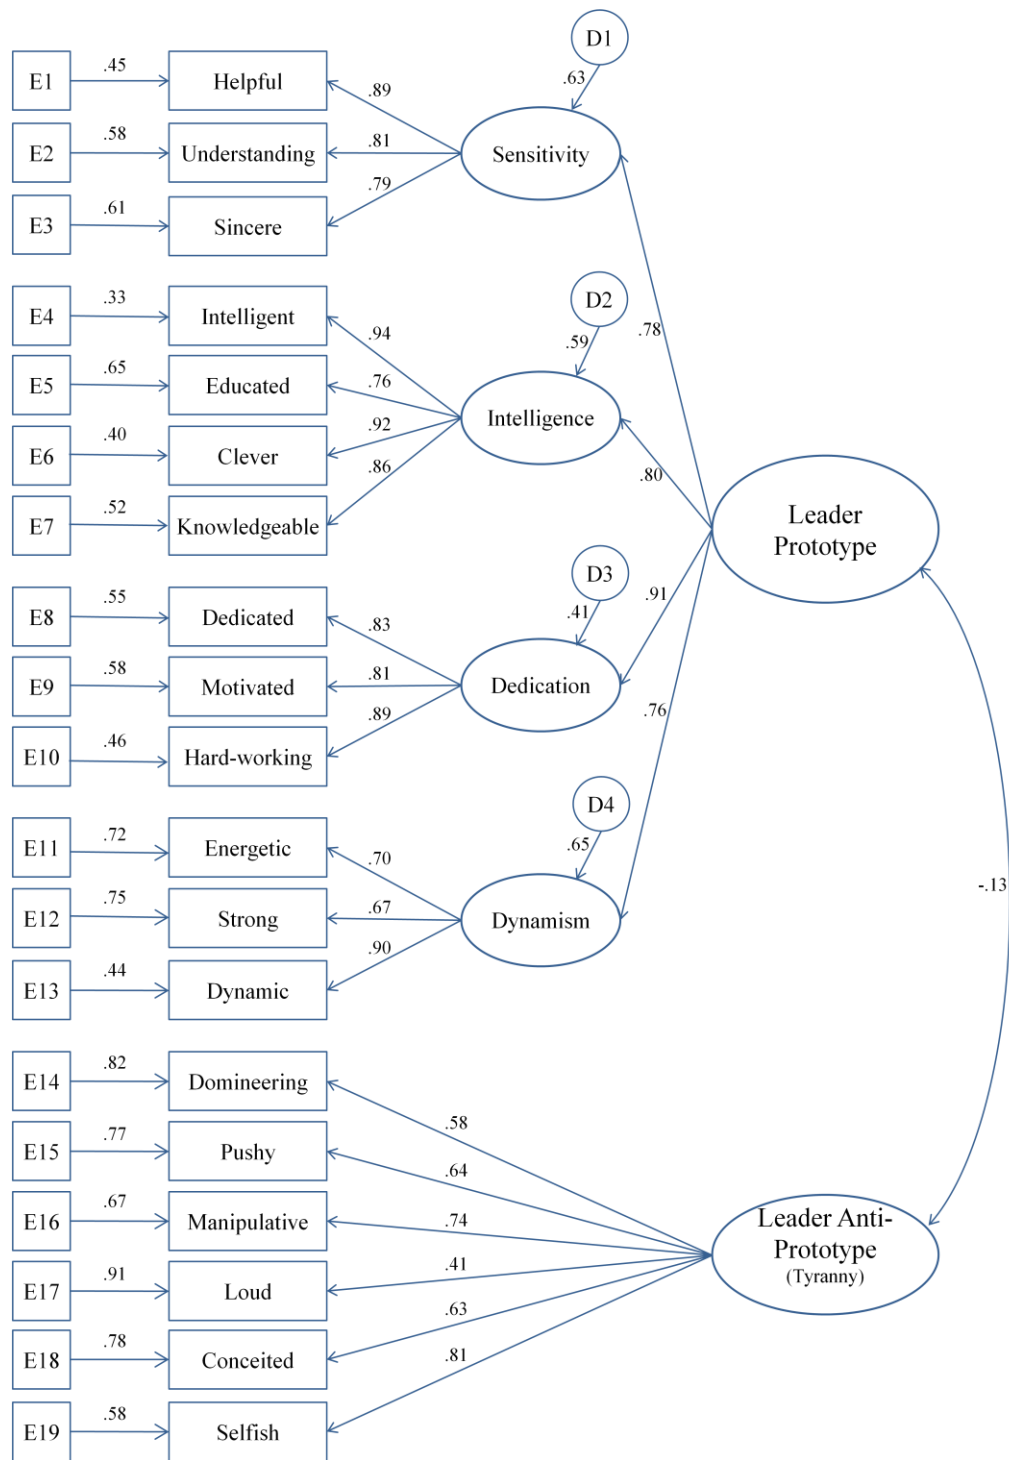 D1
E1 .45 Helpful .89 .63
E2 .58 Understanding .81 Sensitivity
E3 .61 Sincere .79
D2
E4 .33 Intelligent .94 .59 .78
E5 .65 Educated .76 Intelligence
E6 .40 Clever .92 .80
E7 .52 Knowledgeable .86
Leader
Prototype
D3
E8 .55 Dedicated .83 .41 .91
E9 .58 Motivated .81 Dedication
E10 .46 Hard-working .89 .76
D4
E11 .72 Energetic .70 .65
E12 .75 Strong .67 Dynamism
E13 .44 Dynamic .90
-.13
E14 .82 Domineering .58
E15 .77 Pushy .64
E16 .67 Manipulative .74
E17 .91 Loud .41
E18 .78 Conceited .63
E19 .58 Selfish .81
Leader Anti-
Prototype
(Tyranny)